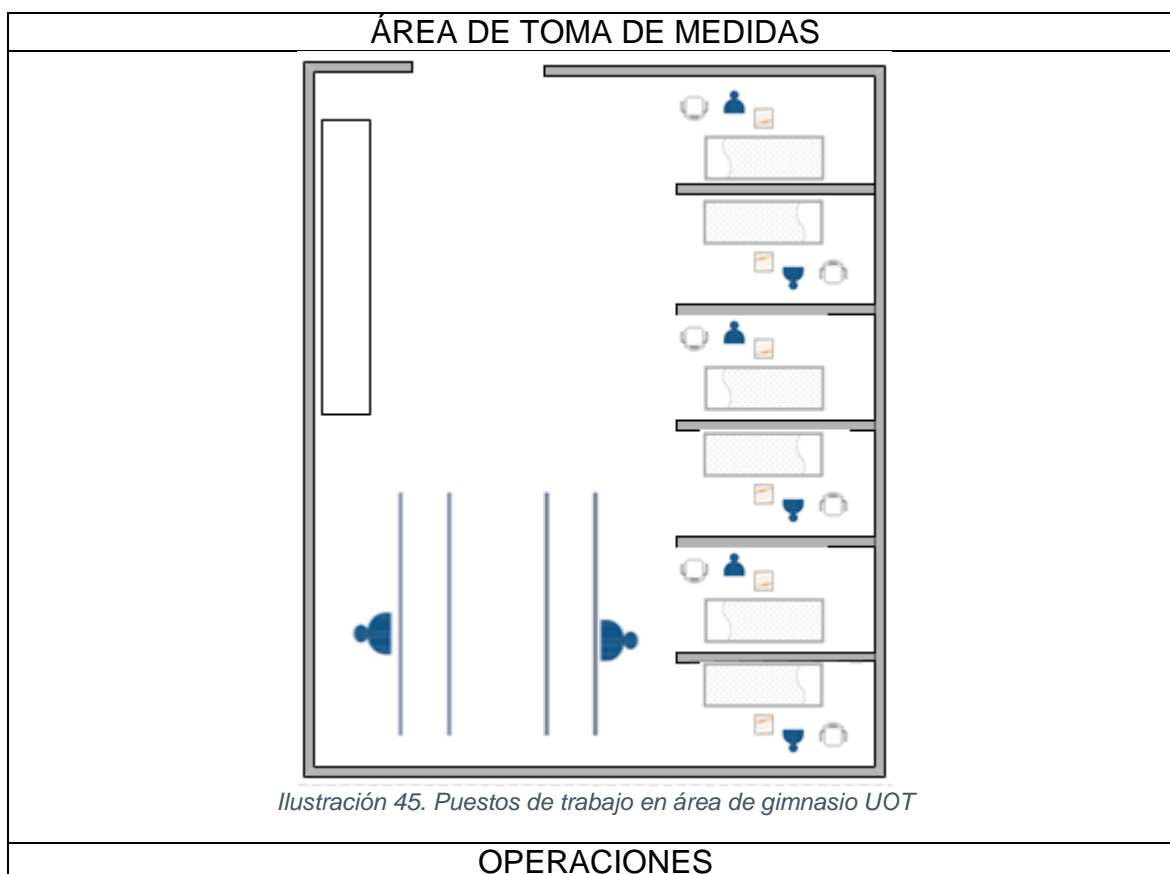 ÁREA DE TOMA DE MEDIDAS
Ilustración 45. Puestos de trabajo en área de gimnasio UOT
OPERACIONES